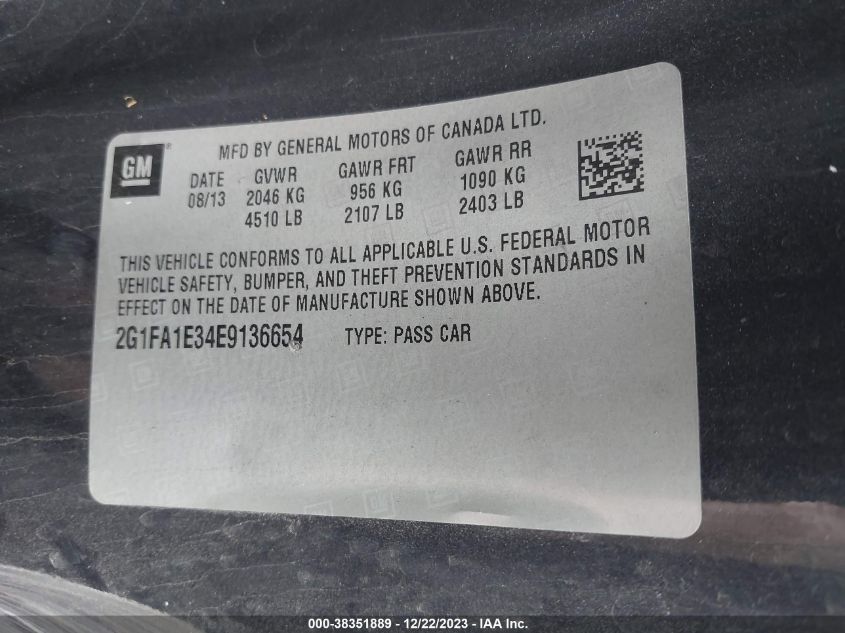 GM
MFD BY GENERAL MOTORS OF CANADA LTD.
DATE GVWR GAWR FRT GAWR RR
08/13 2046 KG 956 KG 1090 KG
4510 LB 2107 LB 2403 LB
THIS VEHICLE CONFORMS TO ALL APPLICABLE U.S. FEDERAL MOTOR
VEHICLE SAFETY, BUMPER, AND THEFT PREVENTION STANDARDS IN
EFFECT ON THE DATE OF MANUFACTURE SHOWN ABOVE.
2G1FA1E34E9136654 TYPE: PASS CAR
000-38351889 - 12/22/2023 - IAA Inc.